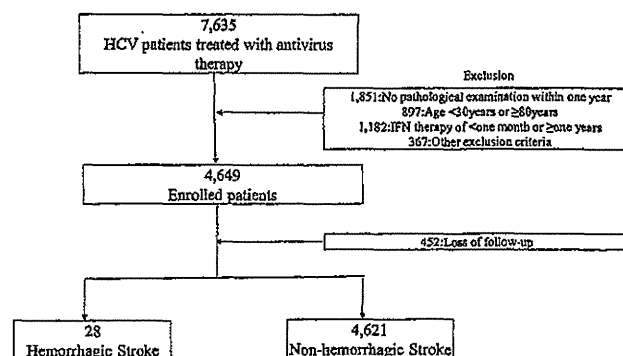 7,635
HCV patients treated with antivirus
therapy
Exclusion
1,851:No pathological examination within one year
897:Age <30years or ≥80years
1,182:IFN therapy of <one month or ≥one years
367:Other exclusion criteria
4,649
Enrolled patients
452:Loss of follow-up
28
Hemorrhagic Stroke
4,621
Non-hemorrhagic Stroke